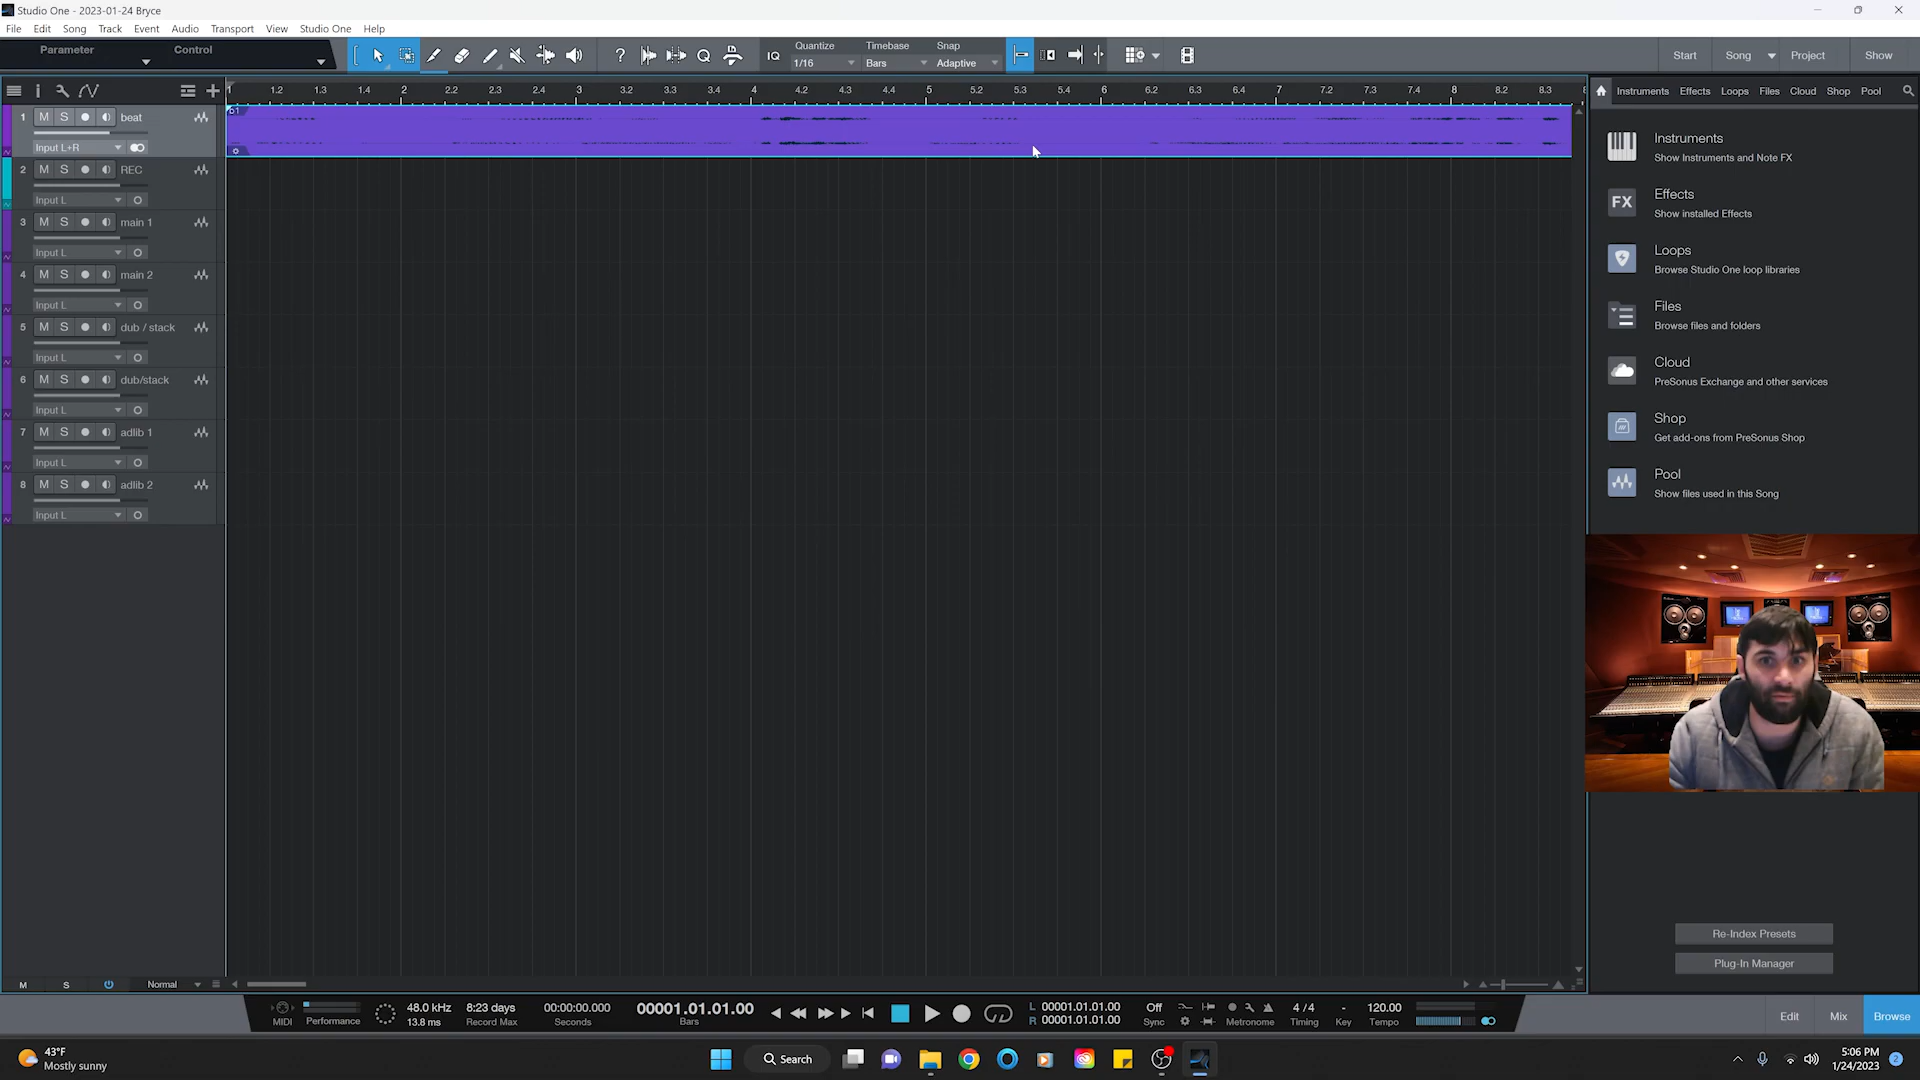 Studio One - 2023-01-24 Bryce
File Edit Song Track Event Audio Transport View Studio One Help
Parameter Control
Quantize Timebase Snap
IQ 1/16 Bars Adaptive
Start Song Project Show
1 1.2 1.3 1.4 2 2.2 2.3 2.4 3 3.2 3.3 3.4 4 4.2 4.3 4.4 5 5.2 5.3 5.4 6 6.2 6.3 6.4 7 7.2 7.3 7.4 8 8.2 8.3
Instruments Effects Loops Files Cloud Shop Pool
1 M S beat
Input L+R
2 M S REC
Input L
3 M S main 1
Input L
4 M S main 2
Input L
5 M S dub / stack
Input L
6 M S dub/stack
Input L
7 M S adlib 1
Input L
8 M S adlib 2
Input L
Instruments
Show Instruments and Note FX
FX
Effects
Show installed Effects
Loops
Browse Studio One loop libraries
Files
Browse files and folders
Cloud
PreSonus Exchange and other services
Shop
Get add-ons from PreSonus Shop
Pool
Show files used in this Song
Re-Index Presets
Plug-In Manager
M S Normal
MIDI Performance
48.0 kHz
13.8 ms
8:23 days
Record Max
00:00:00.000
Seconds
00001.01.01.00
Bars
L 00001.01.01.00
R 00001.01.01.00
Off
Sync
Metronome
4 / 4
Timing
-
Key
120.00
Tempo
Edit Mix Browse
43°F
Mostly sunny
Search
5:06 PM
1/24/2023
2